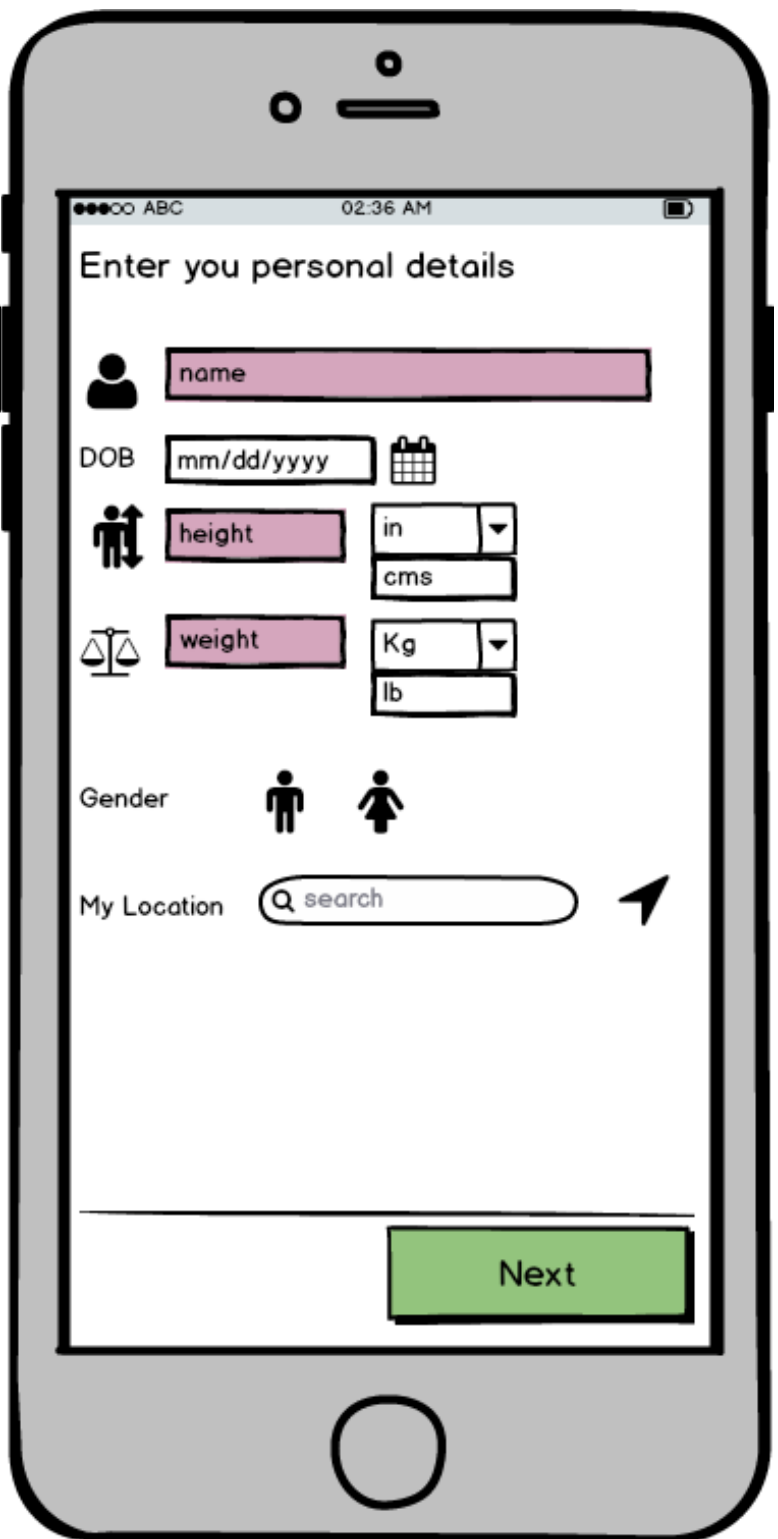 ABC 02:36 AM
Enter you personal details
name
DOB mm/dd/yyyy
height in
cms
weight Kg
lb
Gender
My Location search
Next